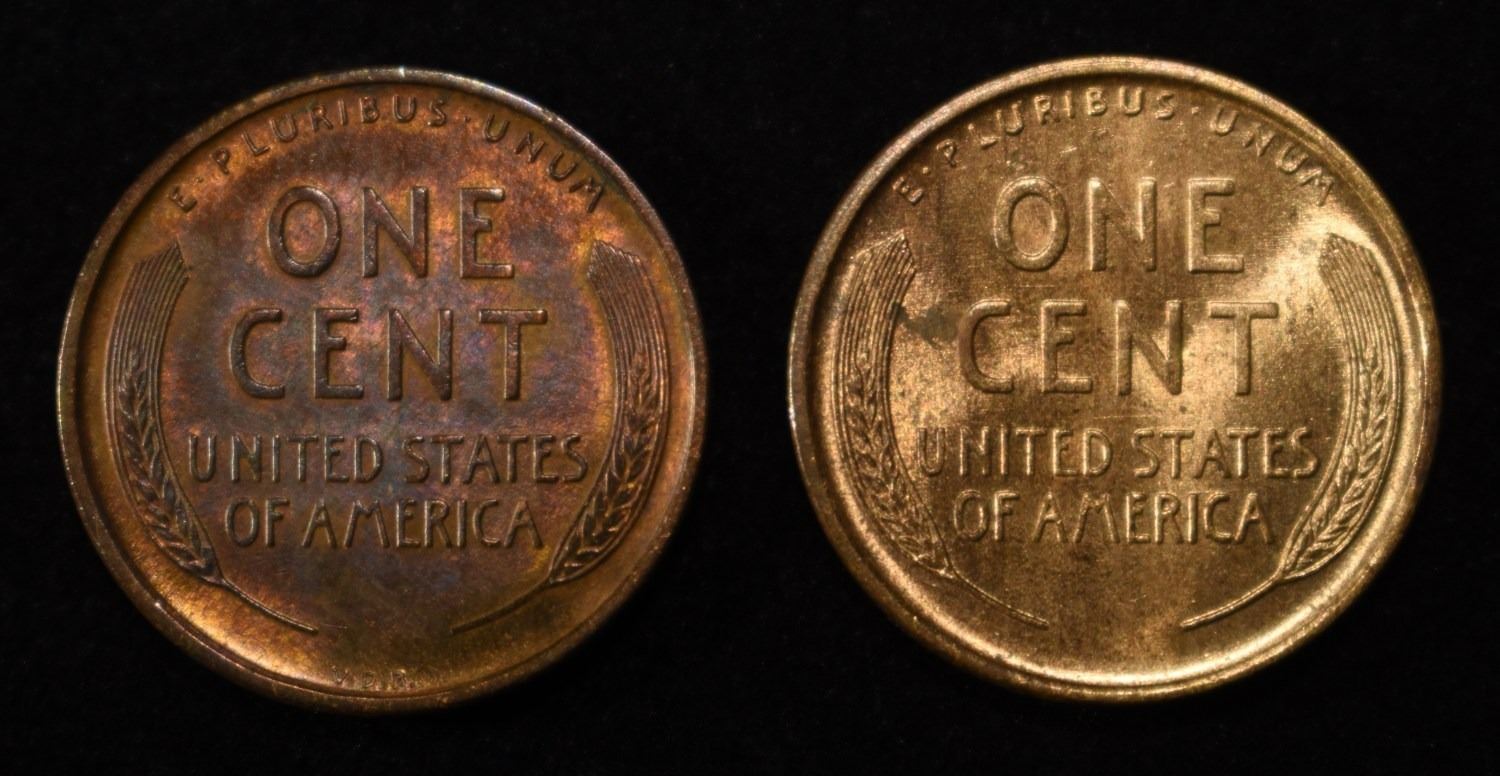 E·PLURIBUS·UNUM
ONE
CENT
UNITED STATES
OF AMERICA
V.D.B.
E·PLURIBUS·UNUM
ONE
CENT
UNITED STATES
OF AMERICA